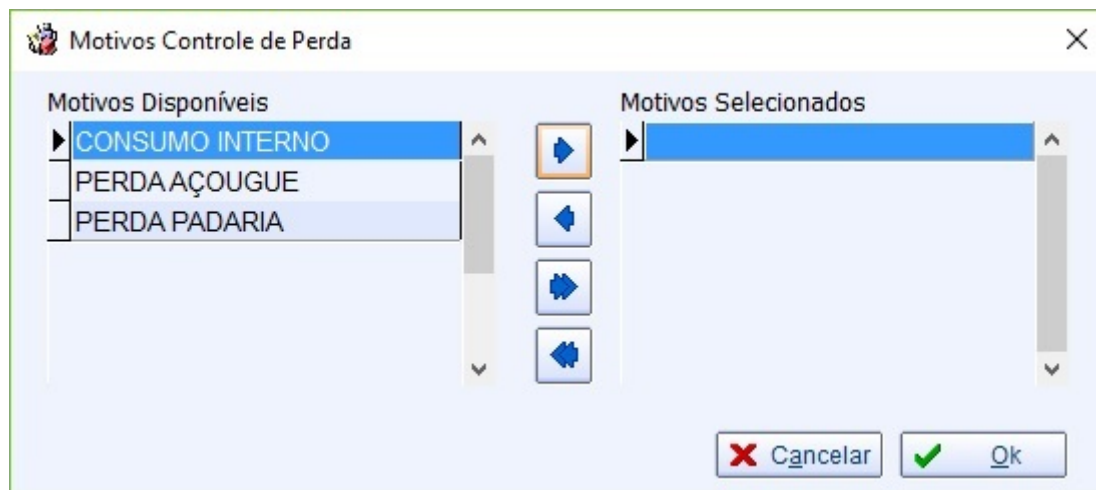 Motivos Controle de Perda
Motivos Disponíveis
Motivos Selecionados
CONSUMO INTERNO
PERDA AÇOUGUE
PERDA PADARIA
Cancelar
Ok